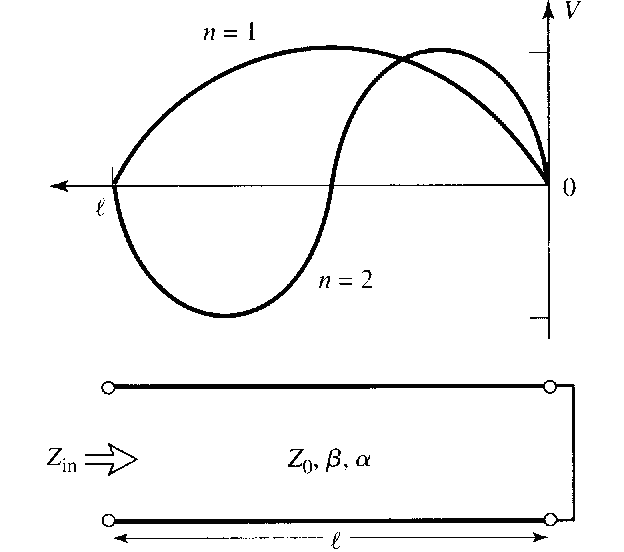 V
n = 1
0
ℓ
n = 2
Z_in
Z_0, β, α
ℓ